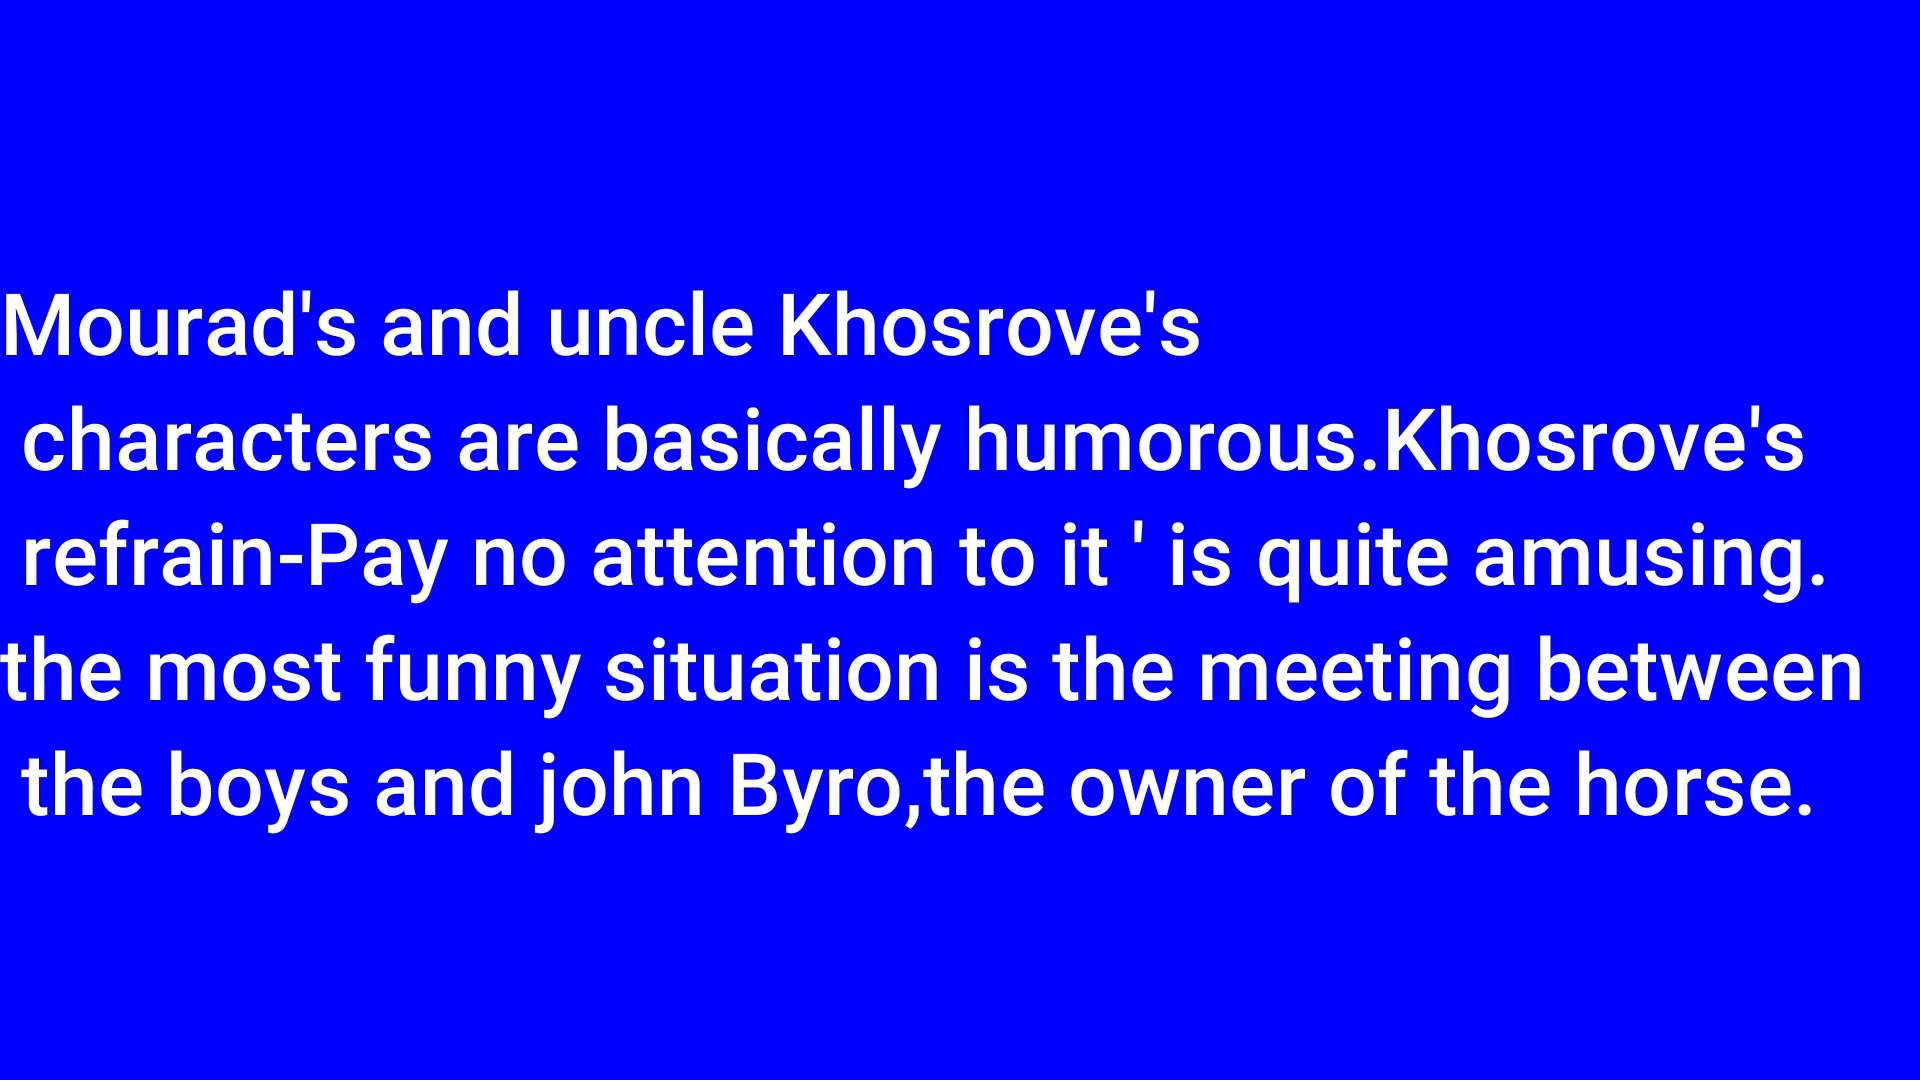 Mourad's and uncle Khosrove's
characters are basically humorous.Khosrove's
refrain-Pay no attention to it ' is quite amusing.
the most funny situation is the meeting between
the boys and john Byro,the owner of the horse.